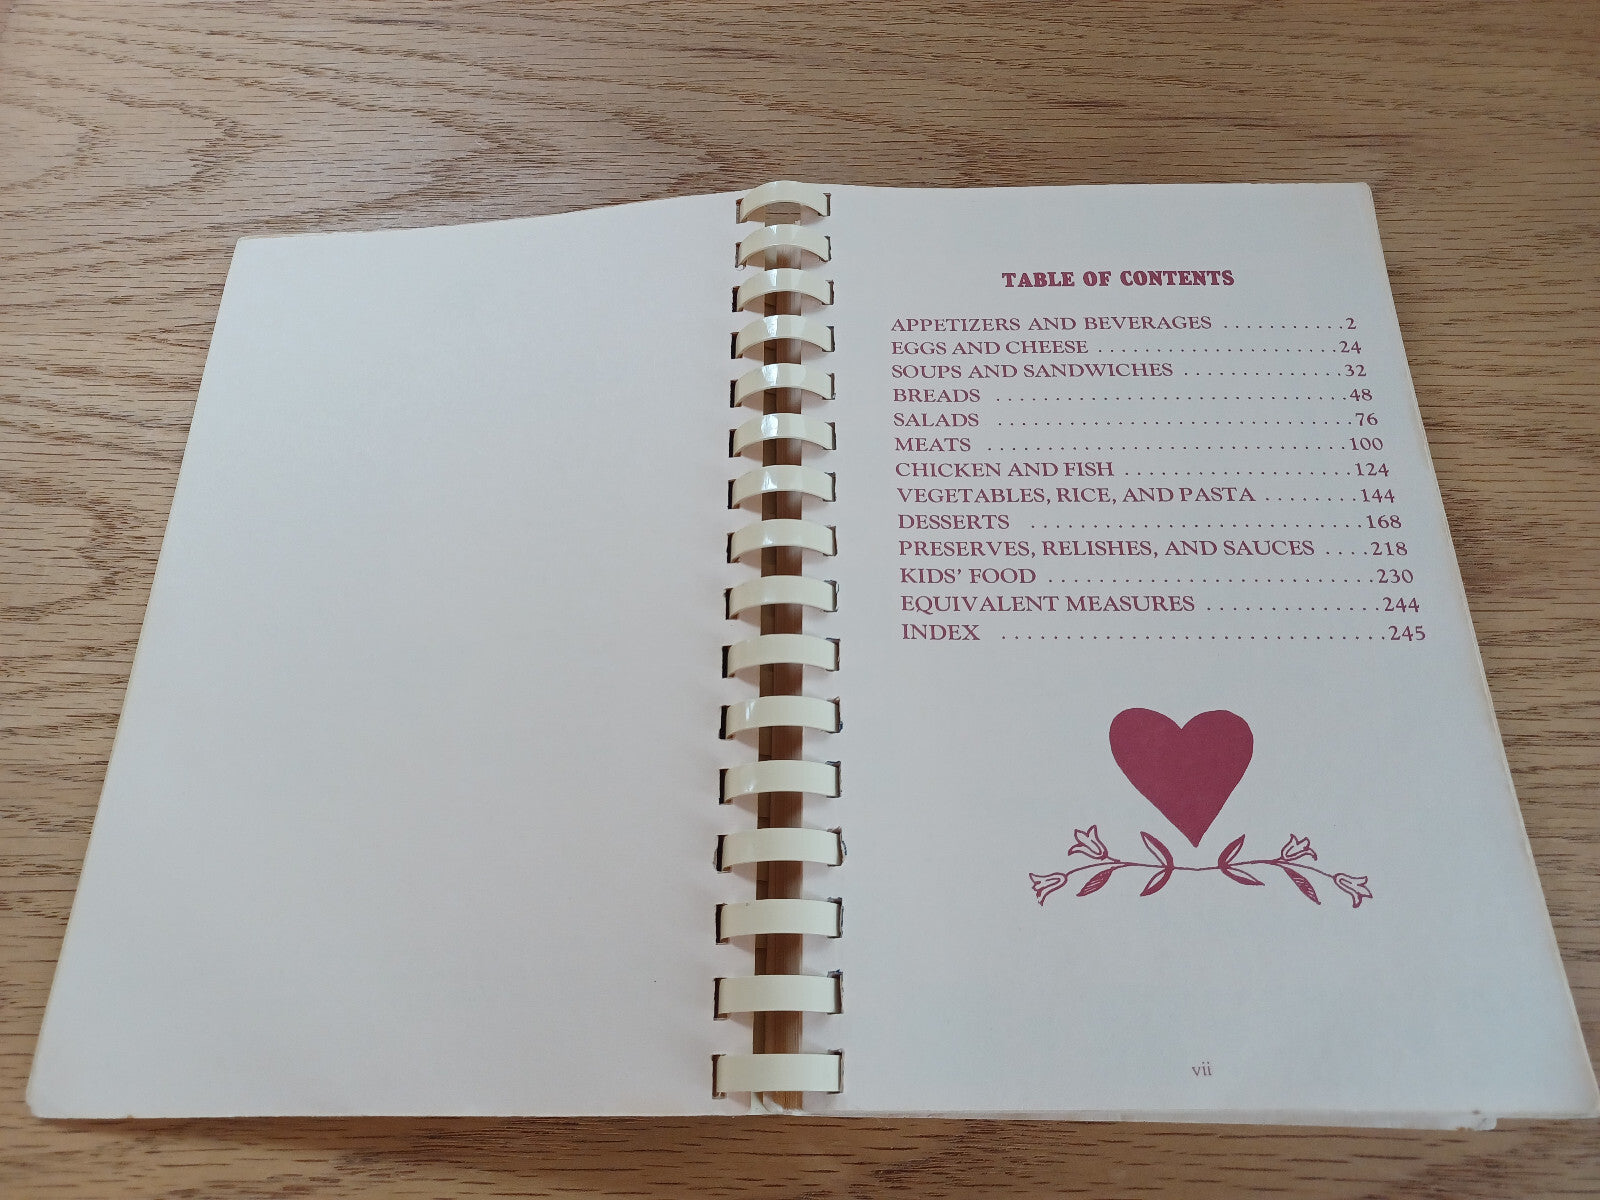 TABLE OF CONTENTS
APPETIZERS AND BEVERAGES . . . . . . . . . . . 2
EGGS AND CHEESE . . . . . . . . . . . . . . . . . . . . . 24
SOUPS AND SANDWICHES . . . . . . . . . . . . . . 32
BREADS . . . . . . . . . . . . . . . . . . . . . . . . . . . . . . 48
SALADS . . . . . . . . . . . . . . . . . . . . . . . . . . . . . . 76
MEATS . . . . . . . . . . . . . . . . . . . . . . . . . . . . . . 100
CHICKEN AND FISH . . . . . . . . . . . . . . . . . . . 124
VEGETABLES, RICE, AND PASTA . . . . . . . . 144
DESSERTS . . . . . . . . . . . . . . . . . . . . . . . . . . . 168
PRESERVES, RELISHES, AND SAUCES . . . . 218
KIDS' FOOD . . . . . . . . . . . . . . . . . . . . . . . . . . 230
EQUIVALENT MEASURES . . . . . . . . . . . . . . 244
INDEX . . . . . . . . . . . . . . . . . . . . . . . . . . . . . . . 245
vii